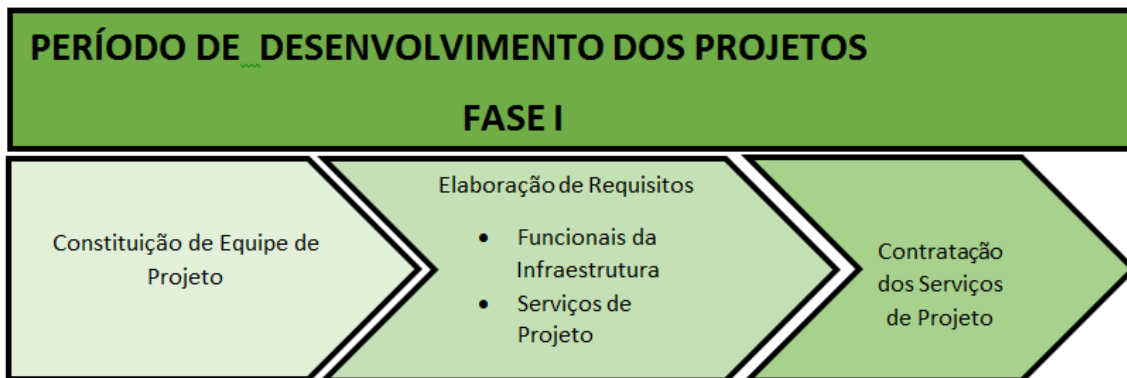 PERÍODO DE DESENVOLVIMENTO DOS PROJETOS
FASE I
Constituição de Equipe de
Projeto
Elaboração de Requisitos
• Funcionais da
Infraestrutura
• Serviços de
Projeto
Contratação
dos Serviços
de Projeto